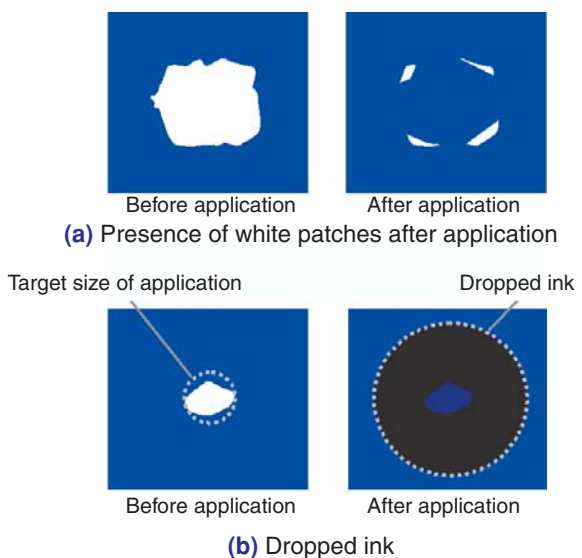 Before application
After application
(a) Presence of white patches after application
Target size of application
Dropped ink
Before application
After application
(b) Dropped ink